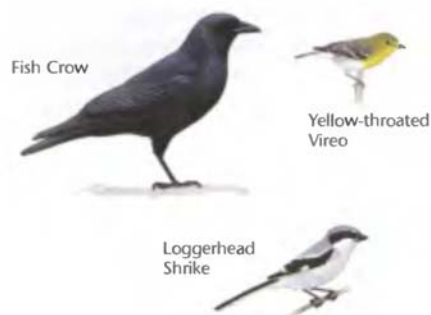 Fish Crow
Yellow-throated
Vireo
Loggerhead
Shrike